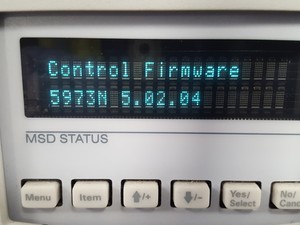 Control Firmware
5973N 5.02.04
MSD STATUS
Menu Item ⬆/+ ⬇/– Yes/ No/
Select